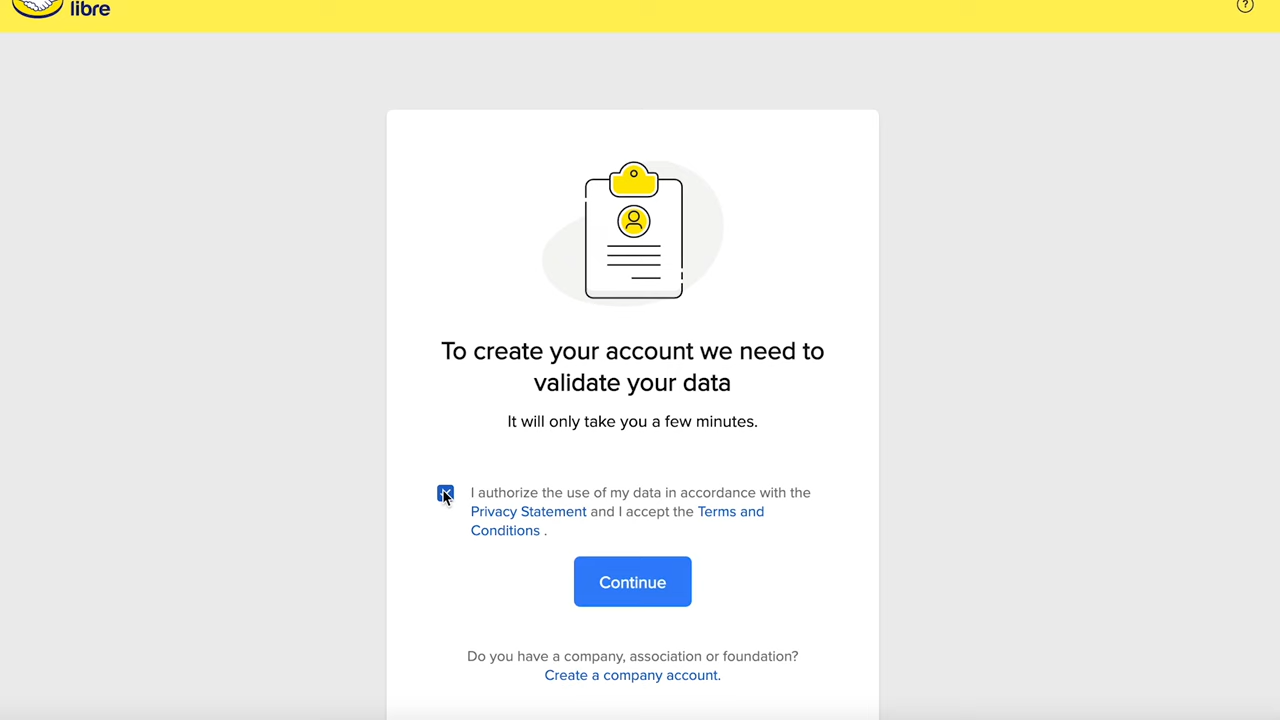 libre
?
To create your account we need to
validate your data
It will only take you a few minutes.
I authorize the use of my data in accordance with the
Privacy Statement and I accept the Terms and
Conditions .
Continue
Do you have a company, association or foundation?
Create a company account.